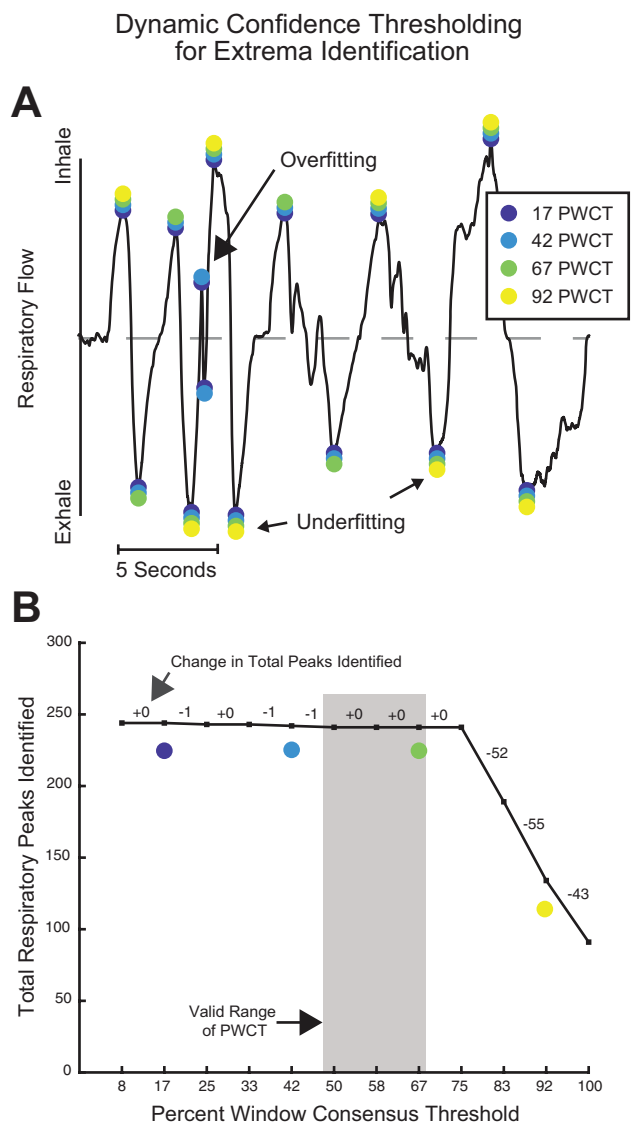 Dynamic Confidence Thresholding
for Extrema Identification
A
Inhale
Respiratory Flow
Exhale
Overfitting
17 PWCT
42 PWCT
67 PWCT
92 PWCT
Underfitting
5 Seconds
B
Total Respiratory Peaks Identified
300
250
200
150
100
50
0
Change in Total Peaks Identified
+0 -1 +0 -1 -1 +0 +0 +0
-52
-55
-43
Valid Range
of PWCT
8 17 25 33 42 50 58 67 75 83 92 100
Percent Window Consensus Threshold